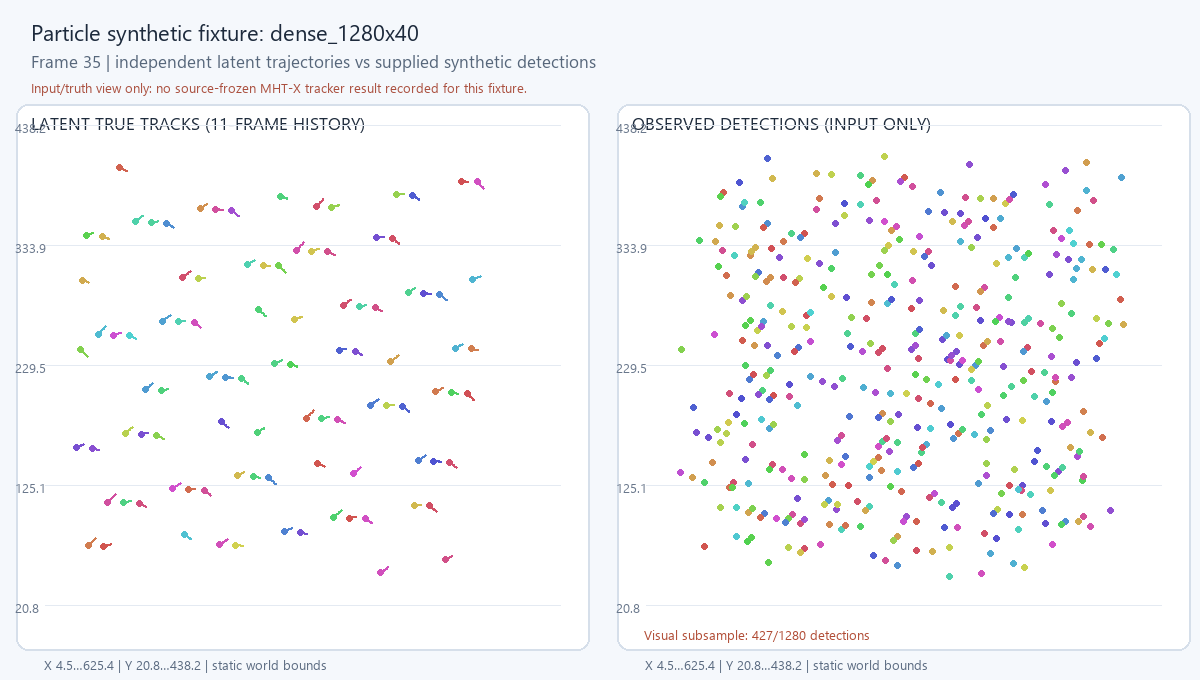 Particle synthetic fixture: dense_1280x40
Frame 35 | independent latent trajectories vs supplied synthetic detections
Input/truth view only: no source-frozen MHT-X tracker result recorded for this fixture.
LATENT TRUE TRACKS (11-FRAME HISTORY)
438.2
333.9
229.5
125.1
20.8
X 4.5...625.4 | Y 20.8...438.2 | static world bounds
OBSERVED DETECTIONS (INPUT ONLY)
438.2
333.9
229.5
125.1
20.8
Visual subsample: 427/1280 detections
X 4.5...625.4 | Y 20.8...438.2 | static world bounds